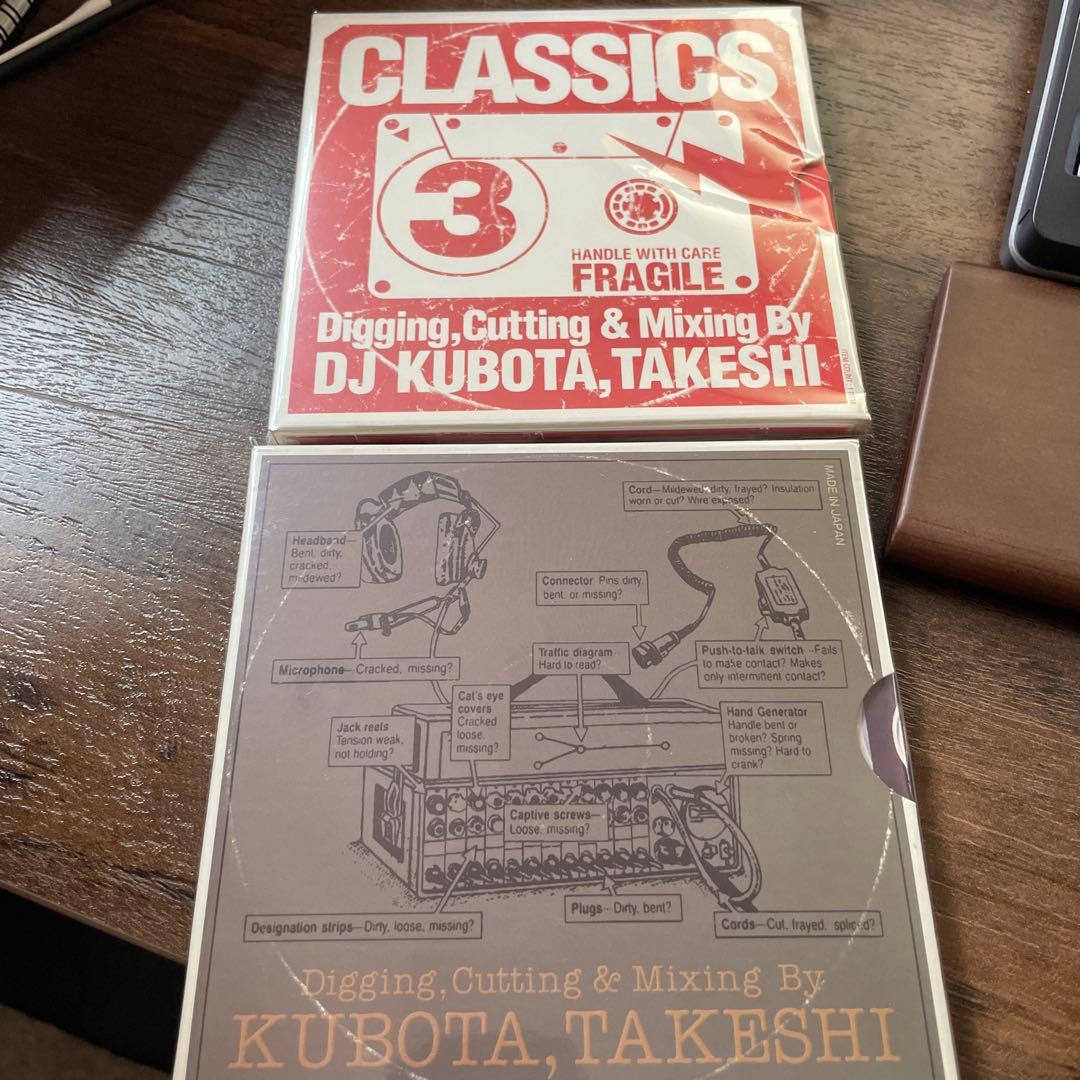 CLASSICS
3
HANDLE WITH CARE
FRAGILE
Digging,Cutting & Mixing By
DJ KUBOTA,TAKESHI
MADE IN JAPAN
Cord—Mildewed, dirty, frayed? Insulation
worn or cut? Wire exposed?
Headband—
Bent, dirty,
cracked,
mildewed?
Connector Pins dirty,
bent, or missing?
Microphone—Cracked, missing?
Traffic diagram-
Hard to read?
Push-to-talk switch--Fails
to make contact? Makes
only intermittent contact?
Cat's eye
covers
Cracked
loose,
missing?
Jack reels
Tension weak,
not holding?
Hand Generator
Handle bent or
broken? Spring
missing? Hard to
crank?
Captive screws—
Loose, missing?
Designation strips—Dirty, loose, missing?
Plugs--Dirty, bent?
Cords—Cut, frayed, spliced?
Digging,Cutting & Mixing By
KUBOTA,TAKESHI